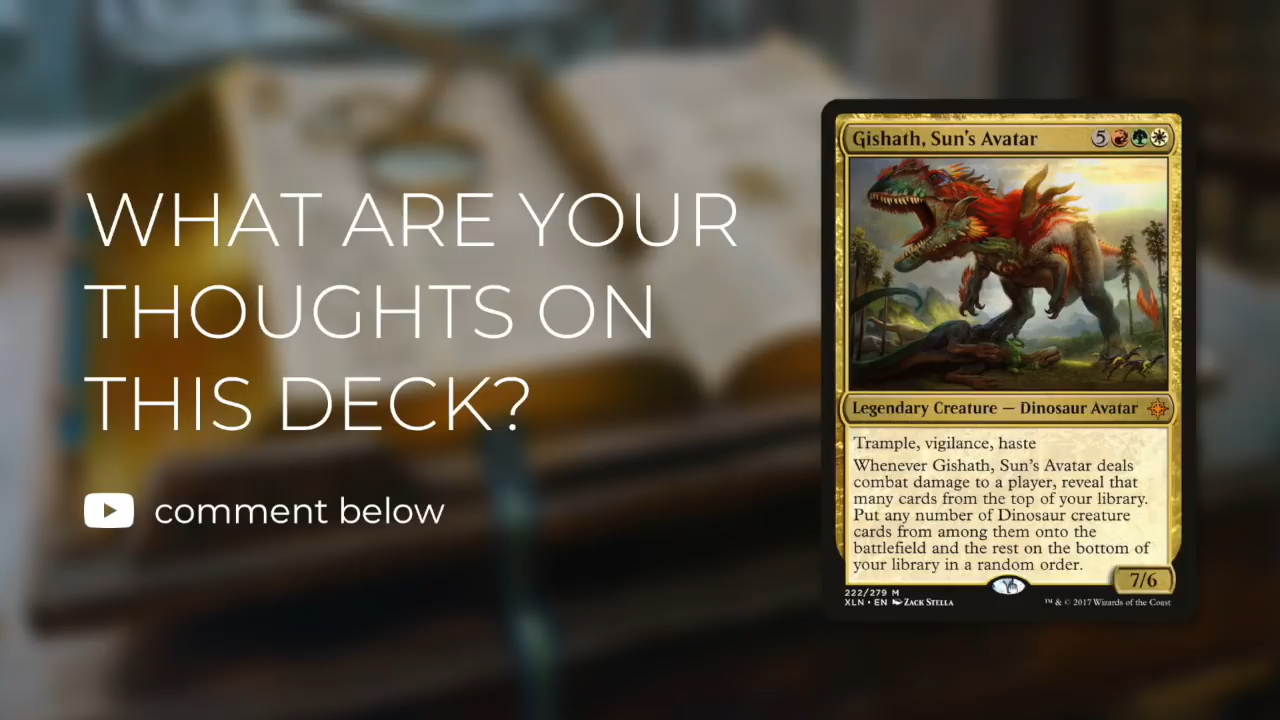 WHAT ARE YOUR
THOUGHTS ON
THIS DECK?
comment below
Gishath, Sun's Avatar
5
Legendary Creature — Dinosaur Avatar
Trample, vigilance, haste
Whenever Gishath, Sun's Avatar deals
combat damage to a player, reveal that
many cards from the top of your library.
Put any number of Dinosaur creature
cards from among them onto the
battlefield and the rest on the bottom of
your library in a random order.
7/6
222/279 M
XLN • EN ZACK STELLA
™ & © 2017 Wizards of the Coast